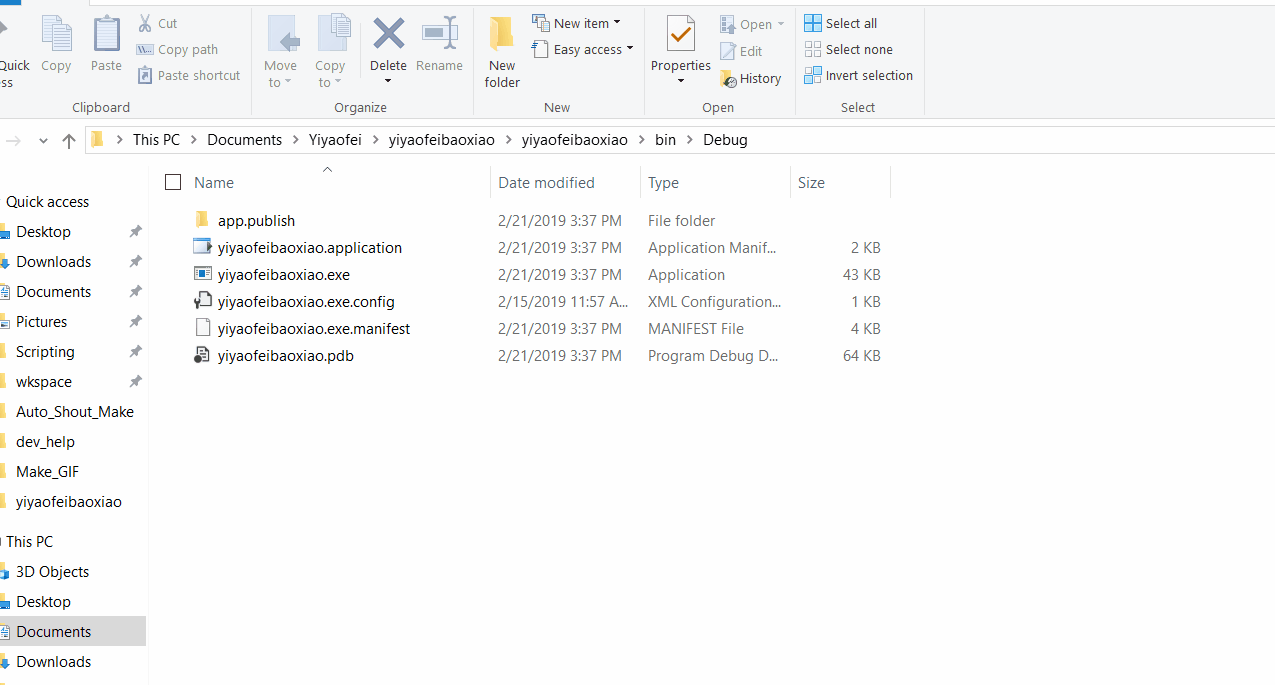 Quick
ess
Copy
Paste
Cut
Copy path
Paste shortcut
Clipboard
Move
to
Copy
to
Delete
Rename
Organize
New
folder
New item
Easy access
New
Properties
Open
Edit
History
Open
Select all
Select none
Invert selection
Select
This PC > Documents > Yiyaofei > yiyaofeibaoxiao > yiyaofeibaoxiao > bin > Debug
Name Date modified Type Size
app.publish 2/21/2019 3:37 PM File folder
yiyaofeibaoxiao.application 2/21/2019 3:37 PM Application Manif... 2 KB
yiyaofeibaoxiao.exe 2/21/2019 3:37 PM Application 43 KB
yiyaofeibaoxiao.exe.config 2/15/2019 11:57 A... XML Configuration... 1 KB
yiyaofeibaoxiao.exe.manifest 2/21/2019 3:37 PM MANIFEST File 4 KB
yiyaofeibaoxiao.pdb 2/21/2019 3:37 PM Program Debug D... 64 KB
Quick access
Desktop
Downloads
Documents
Pictures
Scripting
wkspace
Auto_Shout_Make
dev_help
Make_GIF
yiyaofeibaoxiao
This PC
3D Objects
Desktop
Documents
Downloads